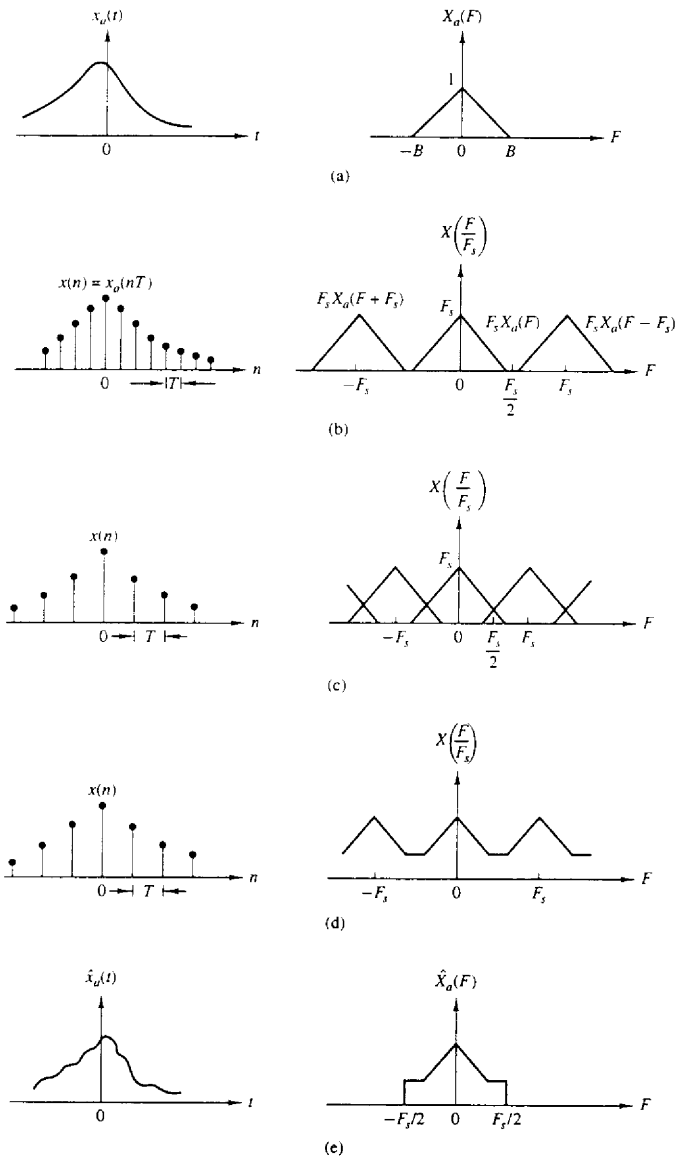 x_a(t)
X_a(F)
1
0
t
−B
0
B
F
(a)
X(F/F_s)
x(n) = x_a(nT)
F_s X_a(F + F_s)
F_s
F_s X_a(F)
F_s X_a(F − F_s)
0
|T|
n
−F_s
0
F_s/2
F_s
F
(b)
X(F/F_s)
x(n)
F_s
0
T
n
−F_s
0
F_s/2
F_s
F
(c)
X(F/F_s)
x(n)
0
T
n
−F_s
0
F_s
F
(d)
x̂_a(t)
X̂_a(F)
0
t
−F_s/2
0
F_s/2
F
(e)